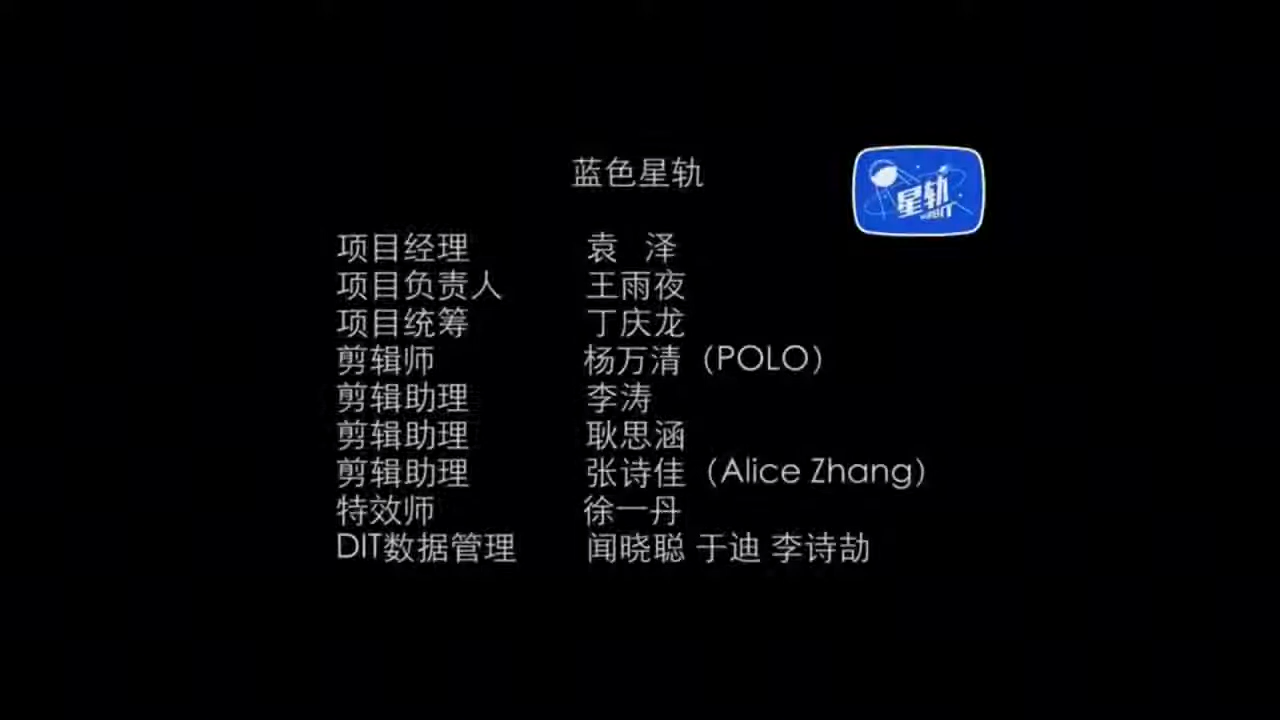 蓝色星轨
星轨
ORBIT
项目经理 袁 泽
项目负责人 王雨夜
项目统筹 丁庆龙
剪辑师 杨万清（POLO）
剪辑助理 李涛
剪辑助理 耿思涵
剪辑助理 张诗佳（Alice Zhang）
特效师 徐一丹
DIT数据管理 闻晓聪 于迪 李诗劼